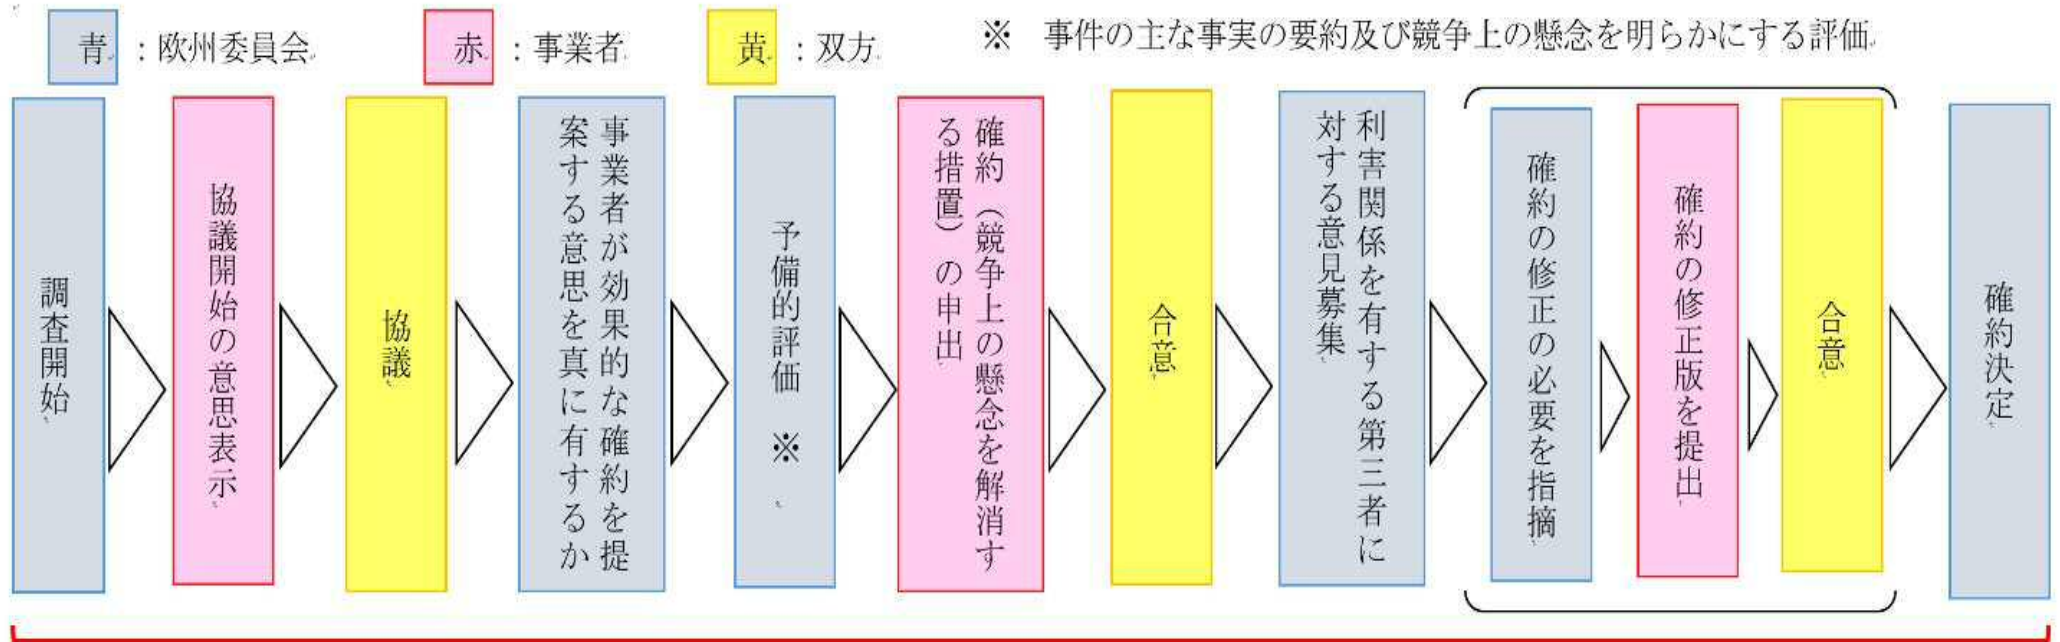 青 ：欧州委員会
赤 ：事業者
黄 ：双方
※ 事件の主な事実の要約及び競争上の懸念を明らかにする評価
調査開始
協議開始の意思表示
協議
事業者が効果的な確約を提
案する意思を真に有するか
予備的評価 ※
確約（競争上の懸念を解消す
る措置）の申出
合意
利害関係を有する第三者に
対する意見募集
確約の修正の必要を指摘
確約の修正版を提出
合意
確約決定